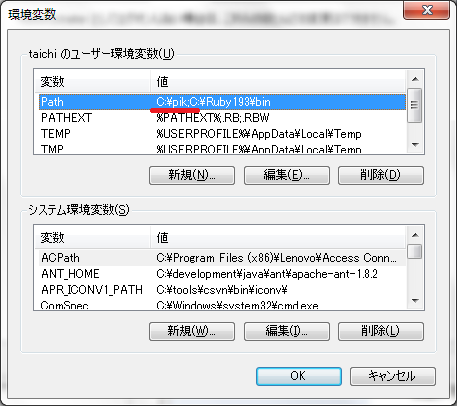 環境変数
taichi のユーザー環境変数(U)
変数 値
Path C:¥pik;C:¥Ruby193¥bin
PATHEXT %PATHEXT%;.RB;.RBW
TEMP %USERPROFILE%¥AppData¥Local¥Temp
TMP %USERPROFILE%¥AppData¥Local¥Temp
新規(N)... 編集(E)... 削除(D)
システム環境変数(S)
変数 値
ACPath C:¥Program Files (x86)¥Lenovo¥Access Conn...
ANT_HOME C:¥development¥java¥ant¥apache-ant-1.8.2
APR_ICONV1_PATH C:¥tools¥csvn¥bin¥iconv¥
ComSpec C:¥Windows¥system32¥cmd.exe
新規(W)... 編集(I)... 削除(L)
OK キャンセル